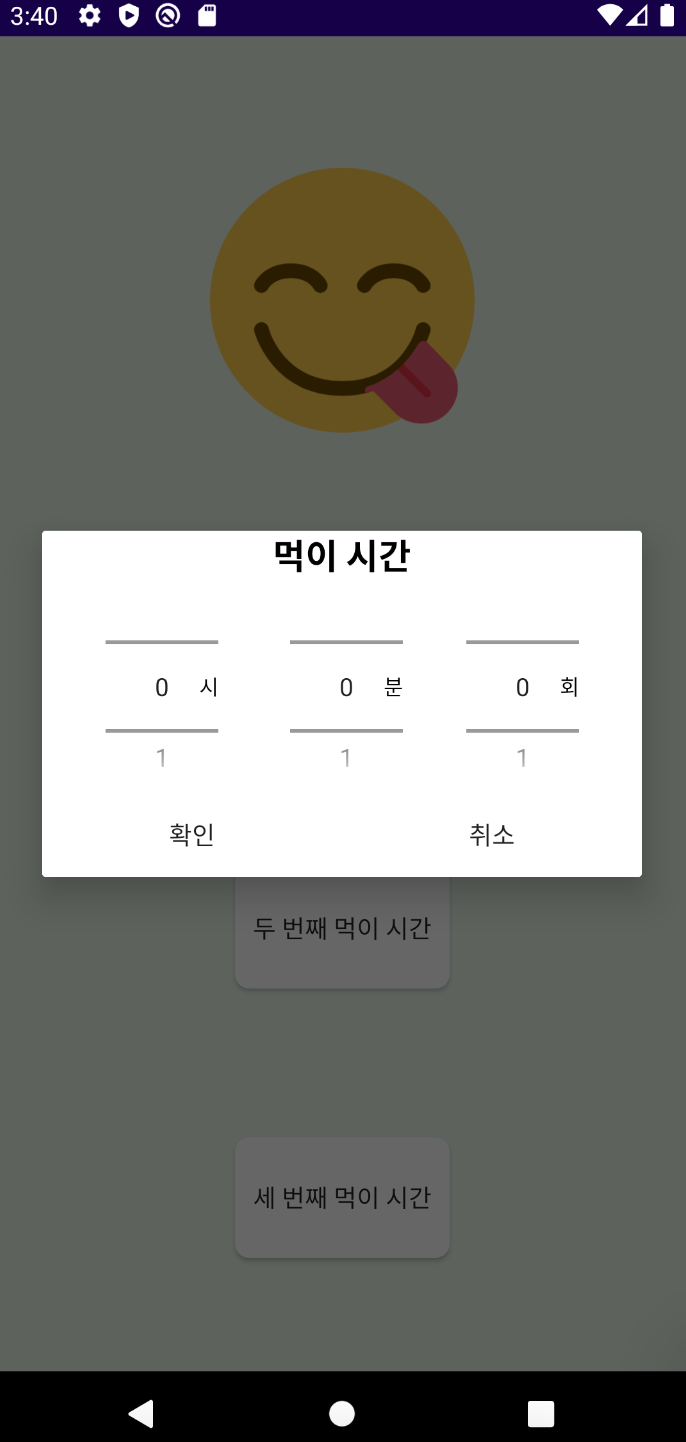 3:40
먹이 시간
0 시 0 분 0 회
1 1 1
확인 취소
두 번째 먹이 시간
세 번째 먹이 시간